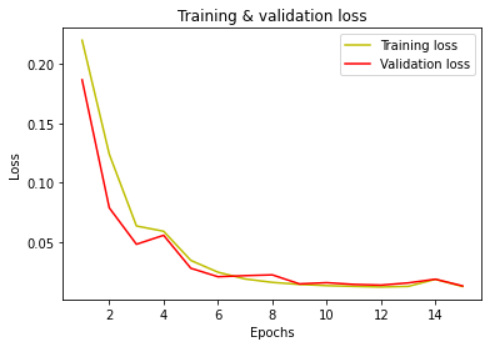 Training & validation loss
Training loss
Validation loss
0.20
0.15
0.10
0.05
Loss
2
4
6
8
10
12
14
Epochs